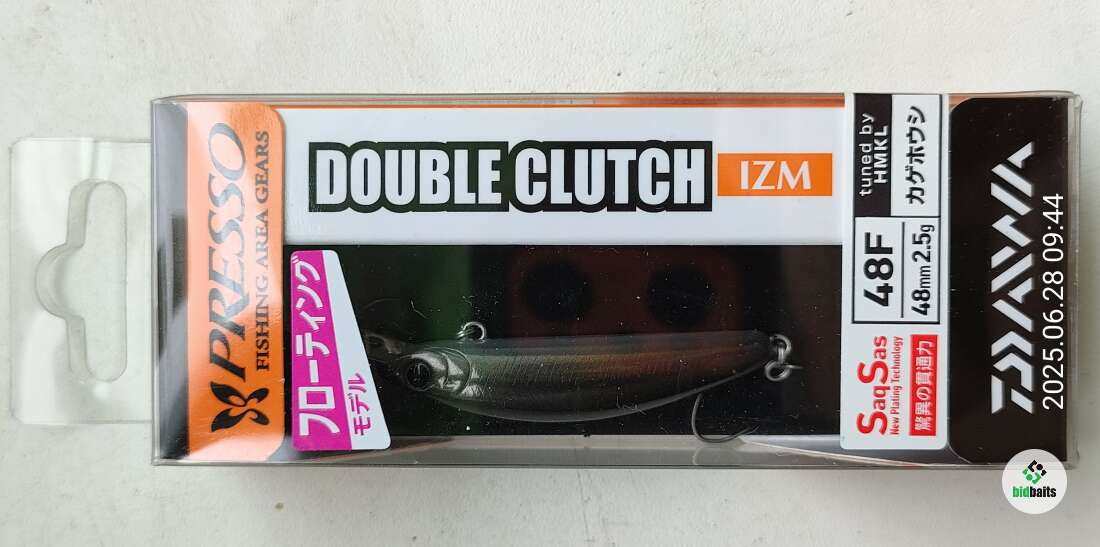 PRESSO
FISHING AREA GEARS
DOUBLE CLUTCH
IZM
フローティング
モデル
tuned by
HMKL
カゲホウシ
48F
48mm 2.5g
SaqSas
New Plating Technology
驚異の貫通力
DAIWA
2025.06.28 09:44
bidbaits